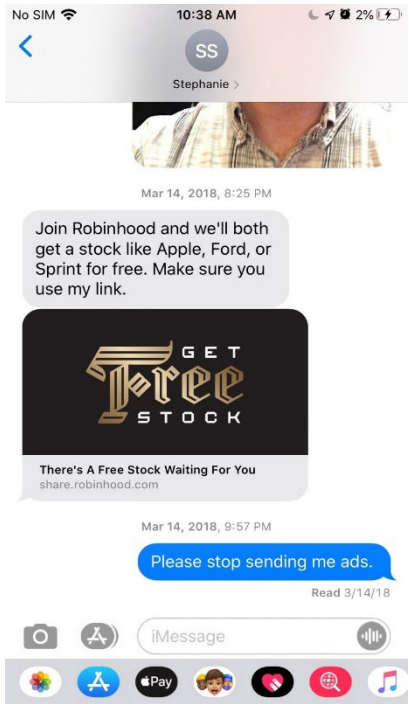 No SIM 10:38 AM 2%
SS
Stephanie >
Mar 14, 2018, 8:25 PM
Join Robinhood and we'll both
get a stock like Apple, Ford, or
Sprint for free. Make sure you
use my link.
GET
Free
STOCK
There's A Free Stock Waiting For You
share.robinhood.com
Mar 14, 2018, 9:57 PM
Please stop sending me ads.
Read 3/14/18
iMessage
Pay